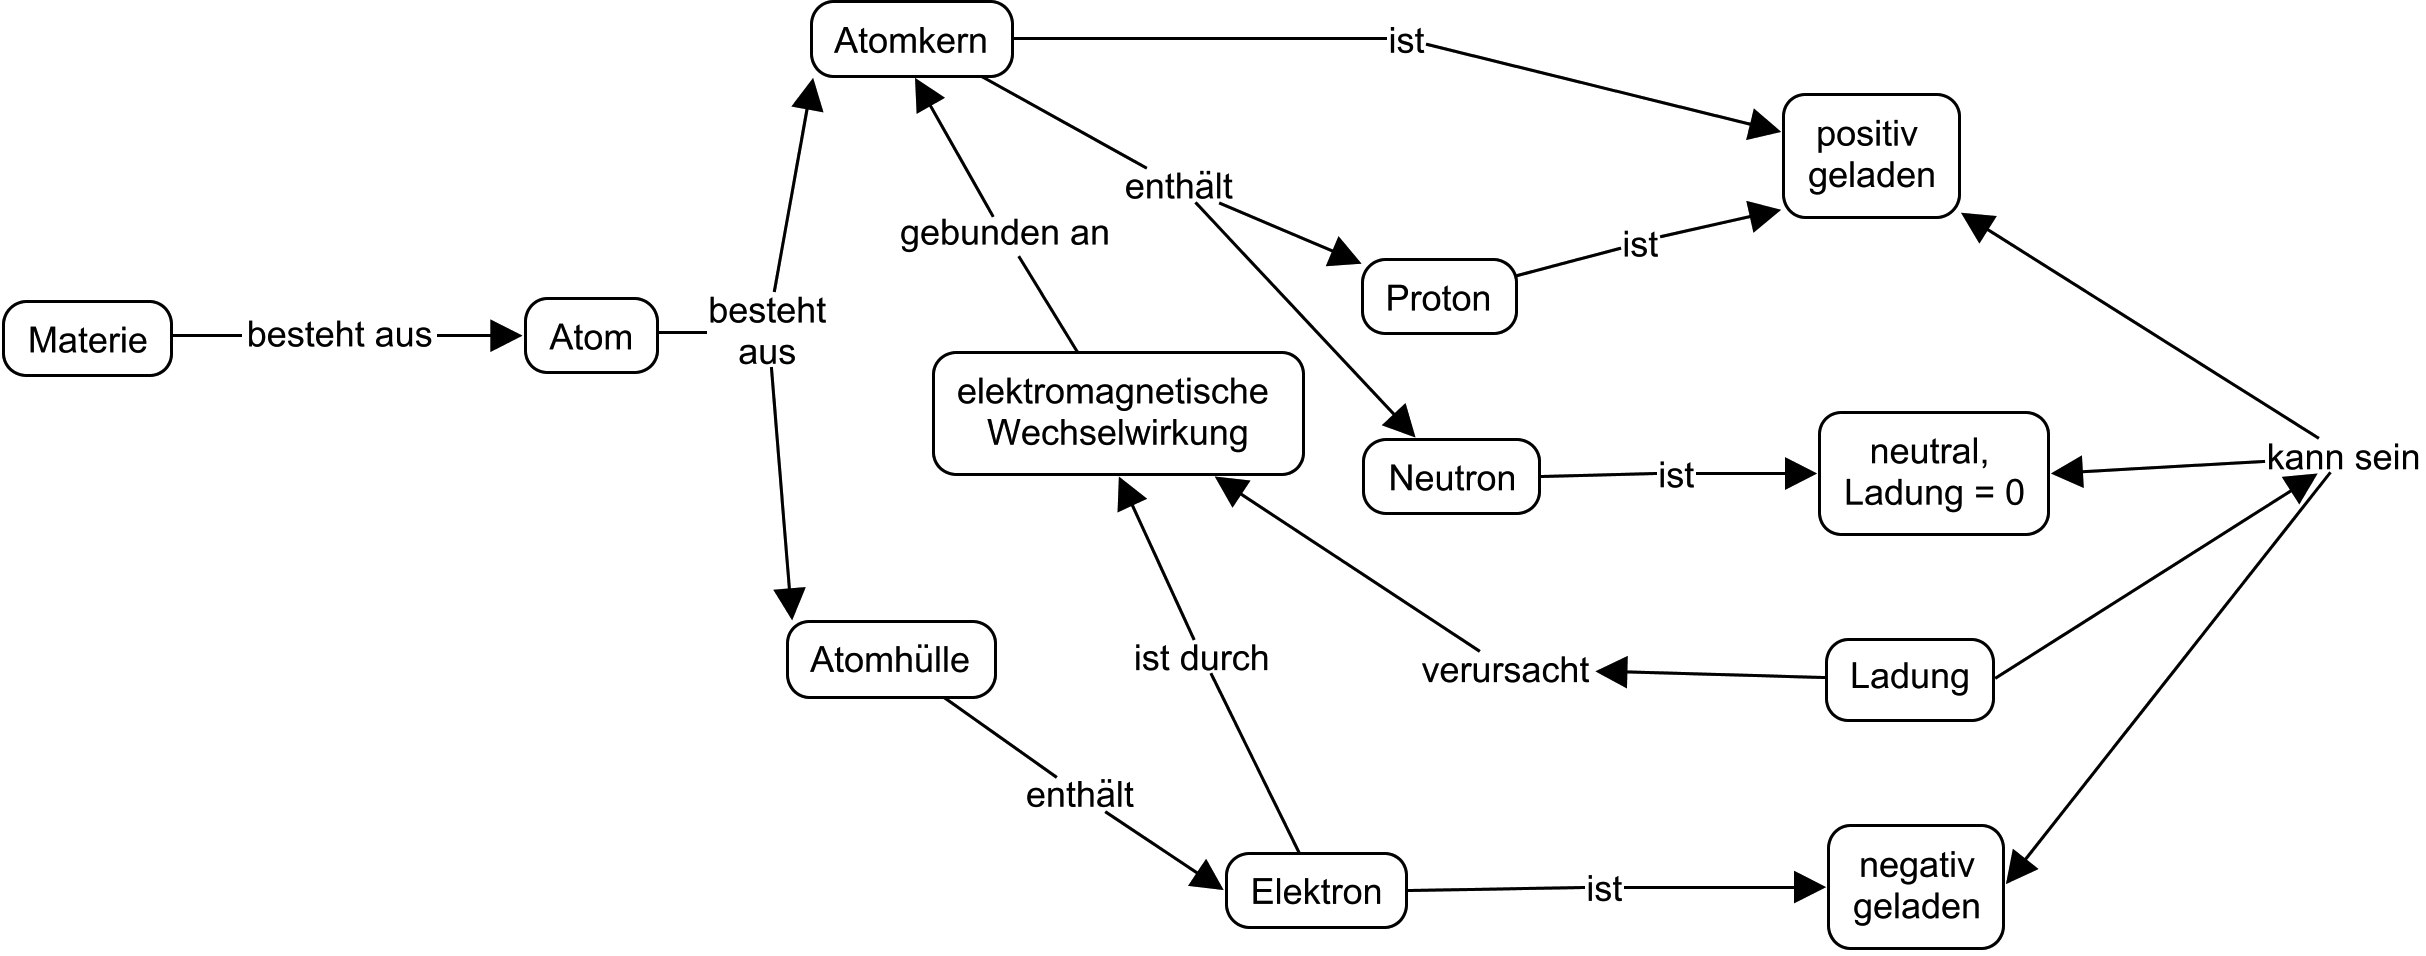 Atomkern
ist
positiv
geladen
enthält
gebunden an
ist
Proton
Materie
besteht aus
Atom
besteht
aus
elektromagnetische
Wechselwirkung
Neutron
ist
neutral,
Ladung = 0
kann sein
Atomhülle
ist durch
verursacht
Ladung
enthält
Elektron
ist
negativ
geladen